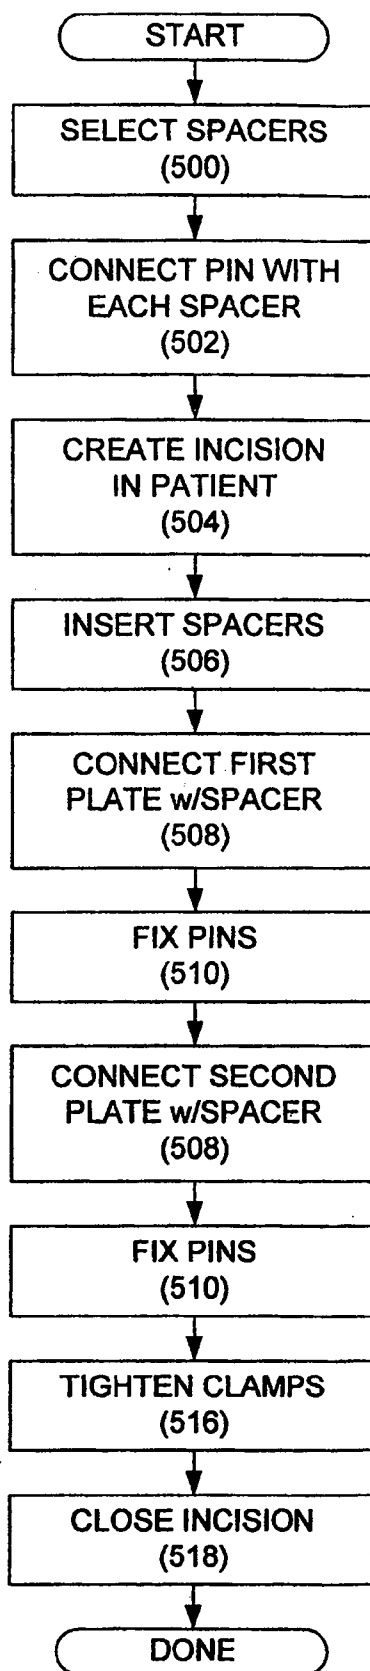 START
SELECT SPACERS
(500)
CONNECT PIN WITH
EACH SPACER
(502)
CREATE INCISION
IN PATIENT
(504)
INSERT SPACERS
(506)
CONNECT FIRST
PLATE w/SPACER
(508)
FIX PINS
(510)
CONNECT SECOND
PLATE w/SPACER
(508)
FIX PINS
(510)
TIGHTEN CLAMPS
(516)
CLOSE INCISION
(518)
DONE